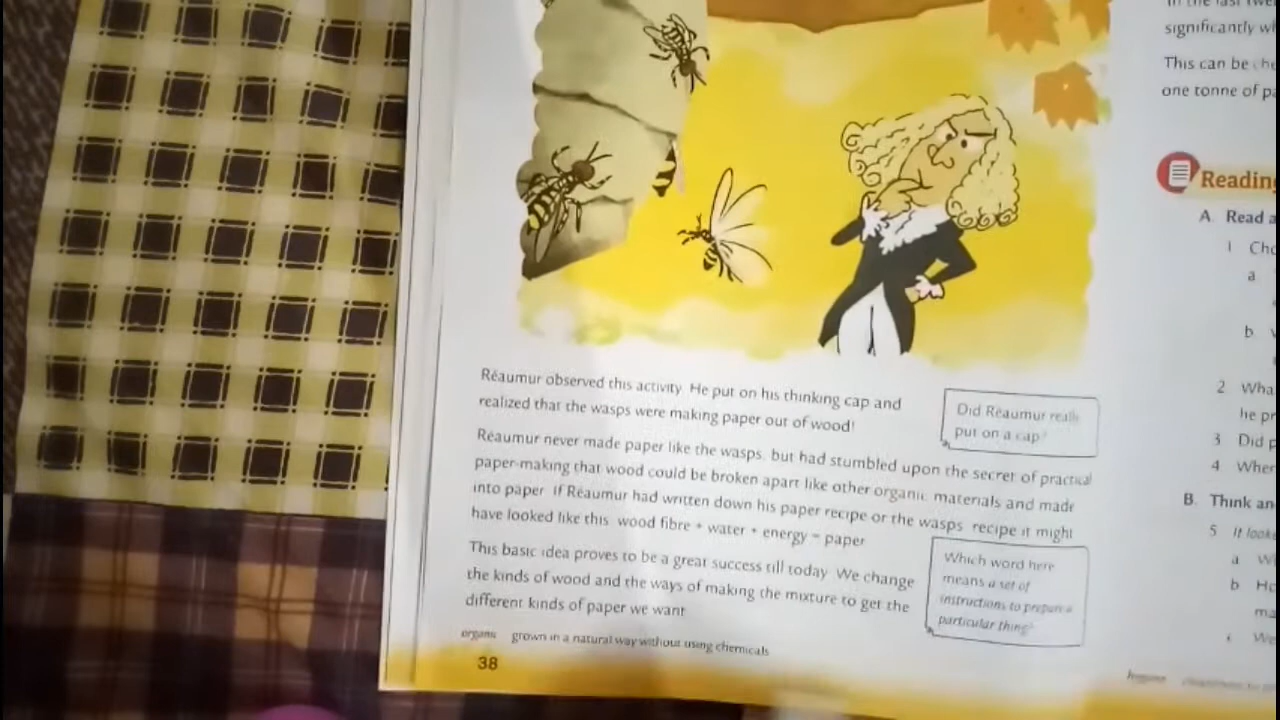 Réaumur observed this activity. He put on his thinking cap and
realized that the wasps were making paper out of wood!
Did Réaumur really
put on a cap?
Réaumur never made paper like the wasps, but had stumbled upon the secret of practical
paper-making that wood could be broken apart like other organic materials and made
into paper. If Réaumur had written down his paper recipe or the wasps' recipe it might
have looked like this: wood fibre + water + energy = paper
This basic idea proves to be a great success till today. We change
the kinds of wood and the ways of making the mixture to get the
different kinds of paper we want.
Which word here
means a set of
instructions to prepare a
particular thing?
organic grown in a natural way without using chemicals
38
In the last
significantly
This can be
one tonne of
Reading
A. Read
1
a
b
2
he
3 Did
4
B. Think
5 It
a
b
c We